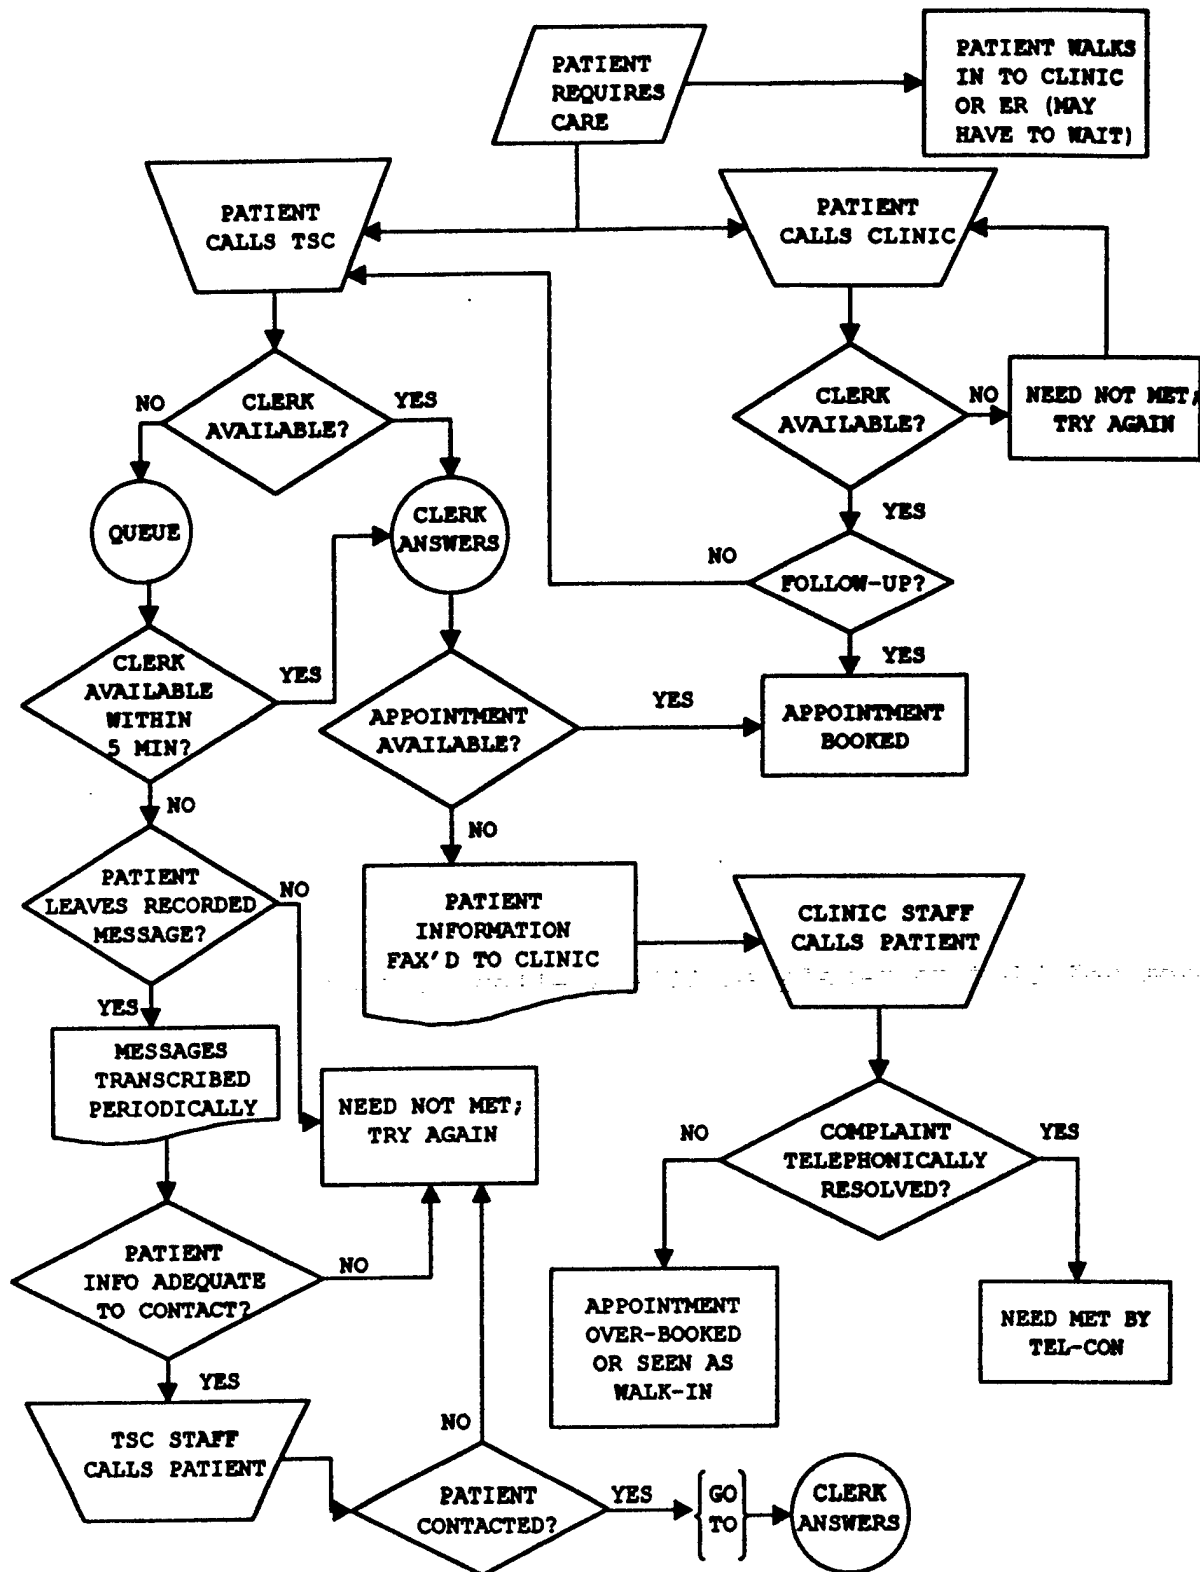 PATIENT
REQUIRES
CARE
PATIENT WALKS
IN TO CLINIC
OR ER (MAY
HAVE TO WAIT)
PATIENT
CALLS TSC
PATIENT
CALLS CLINIC
CLERK
AVAILABLE?
NO
YES
CLERK
AVAILABLE?
NO
NEED NOT MET;
TRY AGAIN
YES
QUEUE
CLERK
ANSWERS
NO
FOLLOW-UP?
YES
CLERK
AVAILABLE
WITHIN
5 MIN?
YES
APPOINTMENT
AVAILABLE?
YES
APPOINTMENT
BOOKED
NO
NO
PATIENT
LEAVES RECORDED
MESSAGE?
NO
PATIENT
INFORMATION
FAX'D TO CLINIC
CLINIC STAFF
CALLS PATIENT
YES
MESSAGES
TRANSCRIBED
PERIODICALLY
NEED NOT MET;
TRY AGAIN
NO
COMPLAINT
TELEPHONICALLY
RESOLVED?
YES
PATIENT
INFO ADEQUATE
TO CONTACT?
NO
APPOINTMENT
OVER-BOOKED
OR SEEN AS
WALK-IN
NEED MET BY
TEL-CON
YES
TSC STAFF
CALLS PATIENT
NO
PATIENT
CONTACTED?
YES
GO
TO
CLERK
ANSWERS